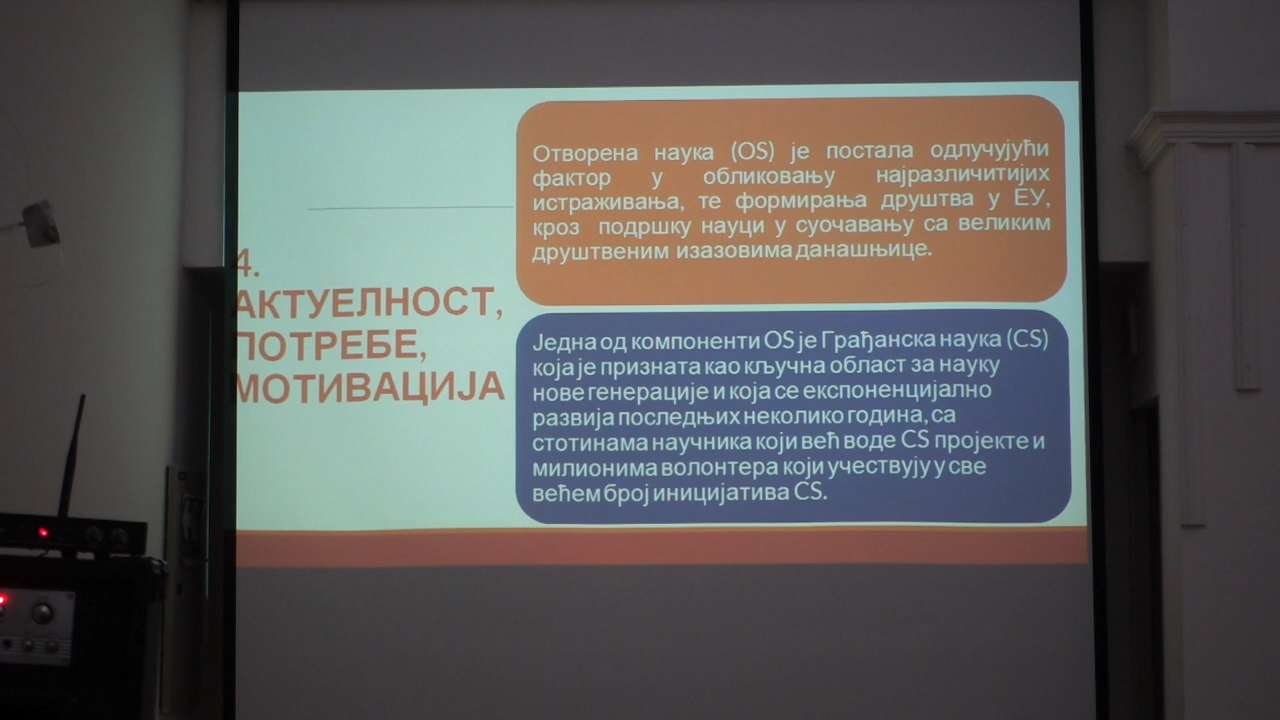 4.
АКТУЕЛНОСТ,
ПОТРЕБЕ,
МОТИВАЦИЈА
Отворена наука (OS) је постала одлучујући
фактор у обликовању најразличитијих
истраживања, те формирања друштва у ЕУ,
кроз подршку науци у суочавању са великим
друштвеним изазовима данашњице.
Једна од компоненти OS је Грађанска наука (CS)
која је призната као кључна област за науку
нове генерације и која се експоненцијално
развија последњих неколико година, са
стотинама научника који већ воде CS пројекте и
милионима волонтера који учествују у све
већем број иницијатива CS.